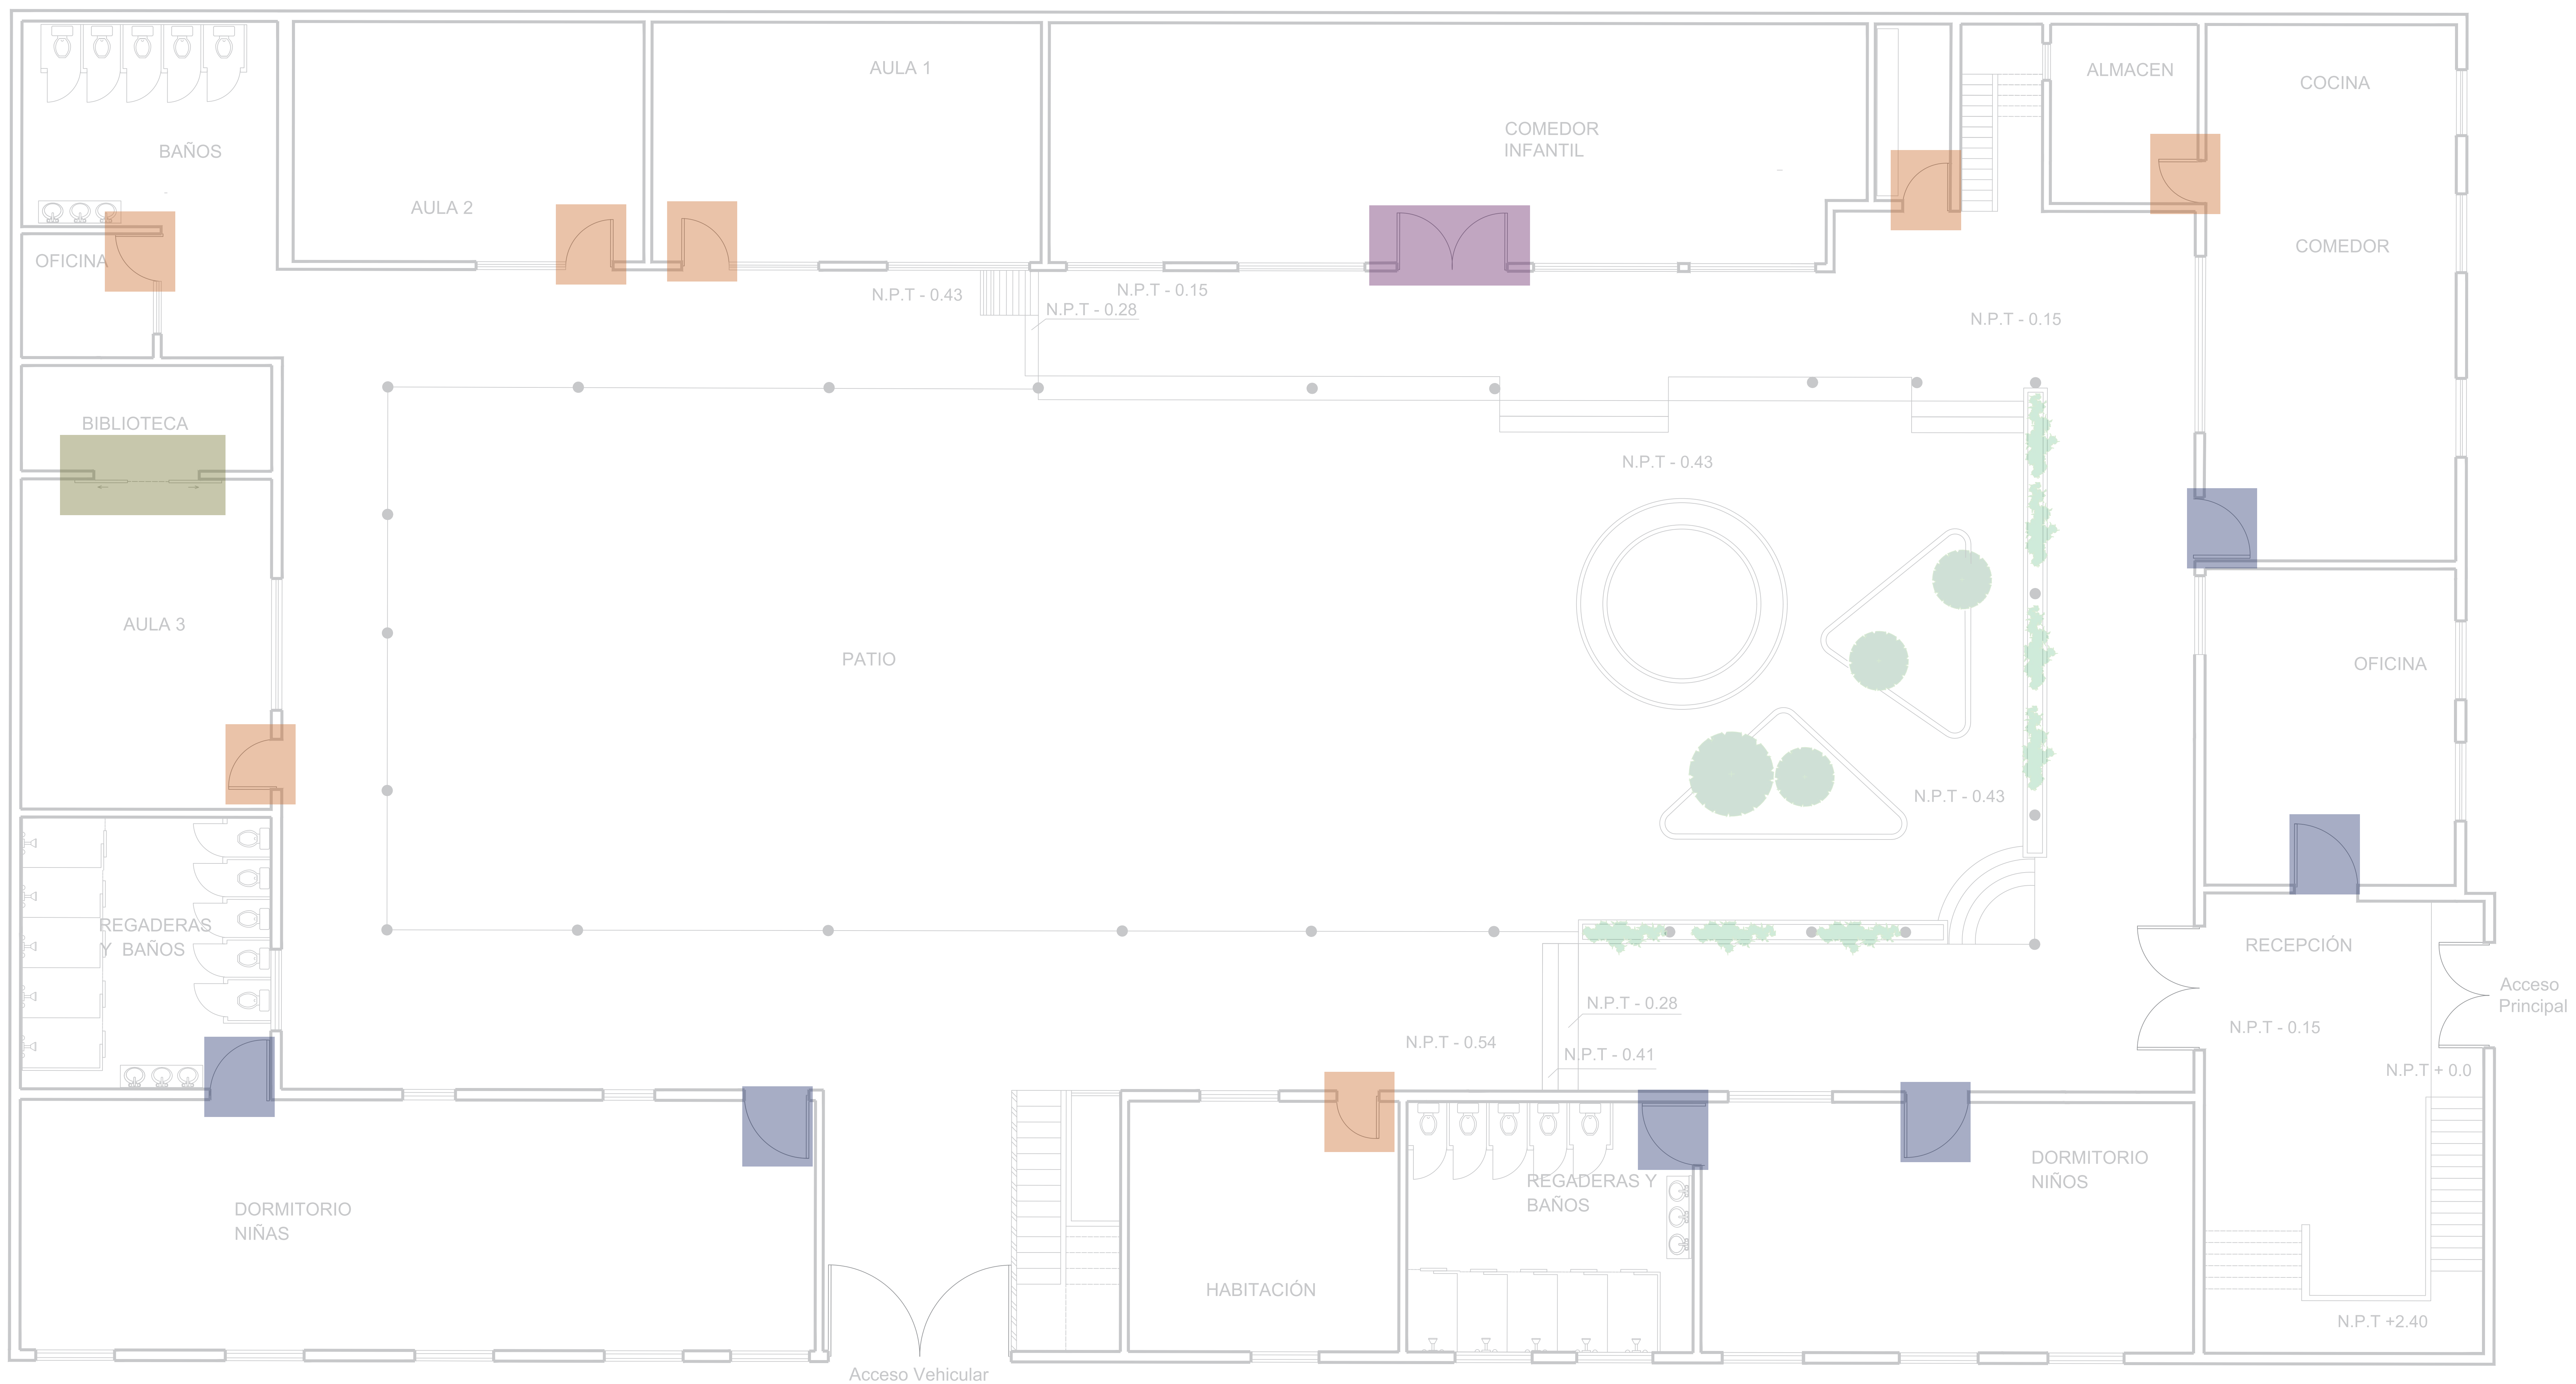 AULA 1
ALMACEN
COCINA
COMEDOR
INFANTIL
BAÑOS
AULA 2
COMEDOR
OFICINA
N.P.T - 0.43
N.P.T - 0.15
N.P.T - 0.28
N.P.T - 0.15
BIBLIOTECA
N.P.T - 0.43
AULA 3
PATIO
OFICINA
N.P.T - 0.43
REGADERAS
Y BAÑOS
RECEPCIÓN
Acceso
Principal
N.P.T - 0.28
N.P.T - 0.15
N.P.T - 0.54
N.P.T - 0.41
N.P.T + 0.0
DORMITORIO
NIÑAS
REGADERAS Y
BAÑOS
DORMITORIO
NIÑOS
HABITACIÓN
N.P.T +2.40
Acceso Vehicular